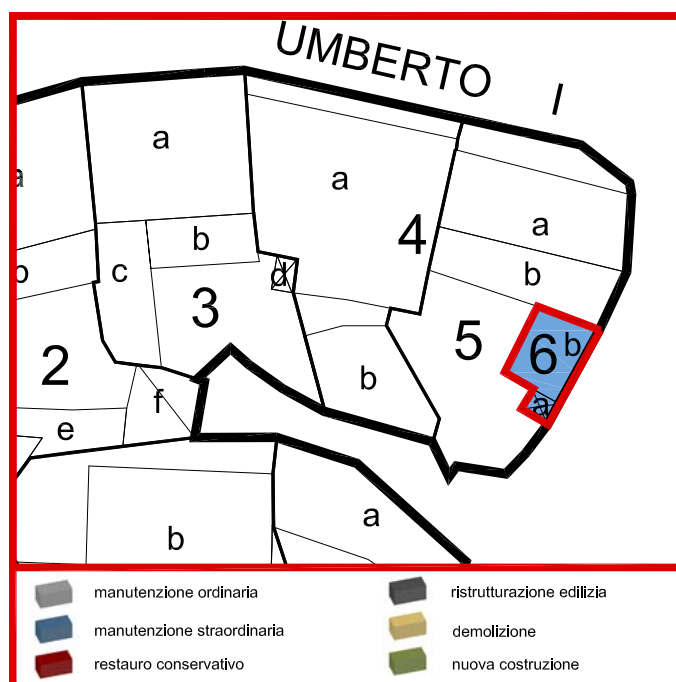 UMBERTO I
a
a
a
a
b
c
b
d
4
a
b
b
3
5
6
b
2
b
f
a
e
a
b
manutenzione ordinaria
ristrutturazione edilizia
manutenzione straordinaria
demolizione
restauro conservativo
nuova costruzione